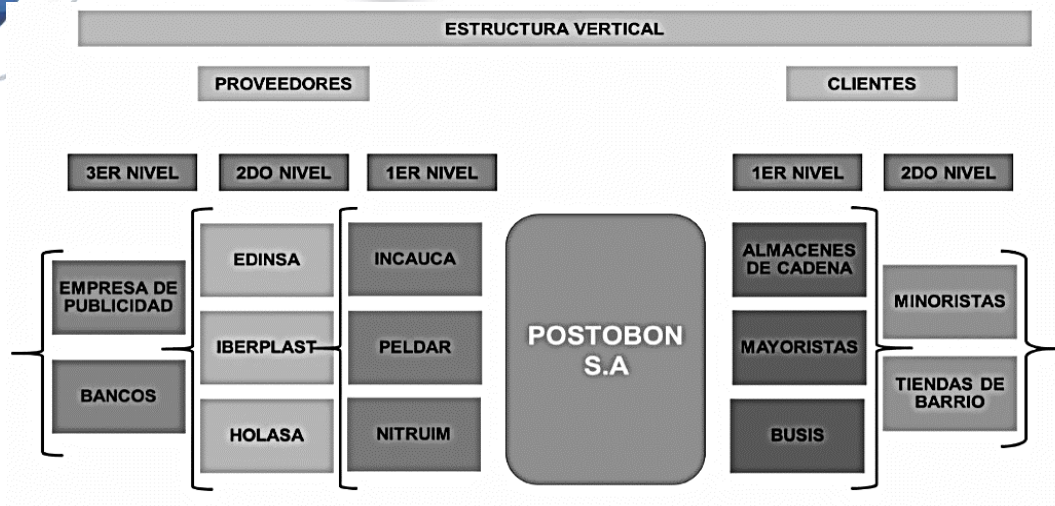 ESTRUCTURA VERTICAL
PROVEEDORES
CLIENTES
3ER NIVEL
2DO NIVEL
1ER NIVEL
1ER NIVEL
2DO NIVEL
EMPRESA DE
PUBLICIDAD
BANCOS
EDINSA
IBERPLAST
HOLASA
INCAUCA
PELDAR
NITRUIM
POSTOBON
S.A
ALMACENES
DE CADENA
MAYORISTAS
BUSIS
MINORISTAS
TIENDAS DE
BARRIO